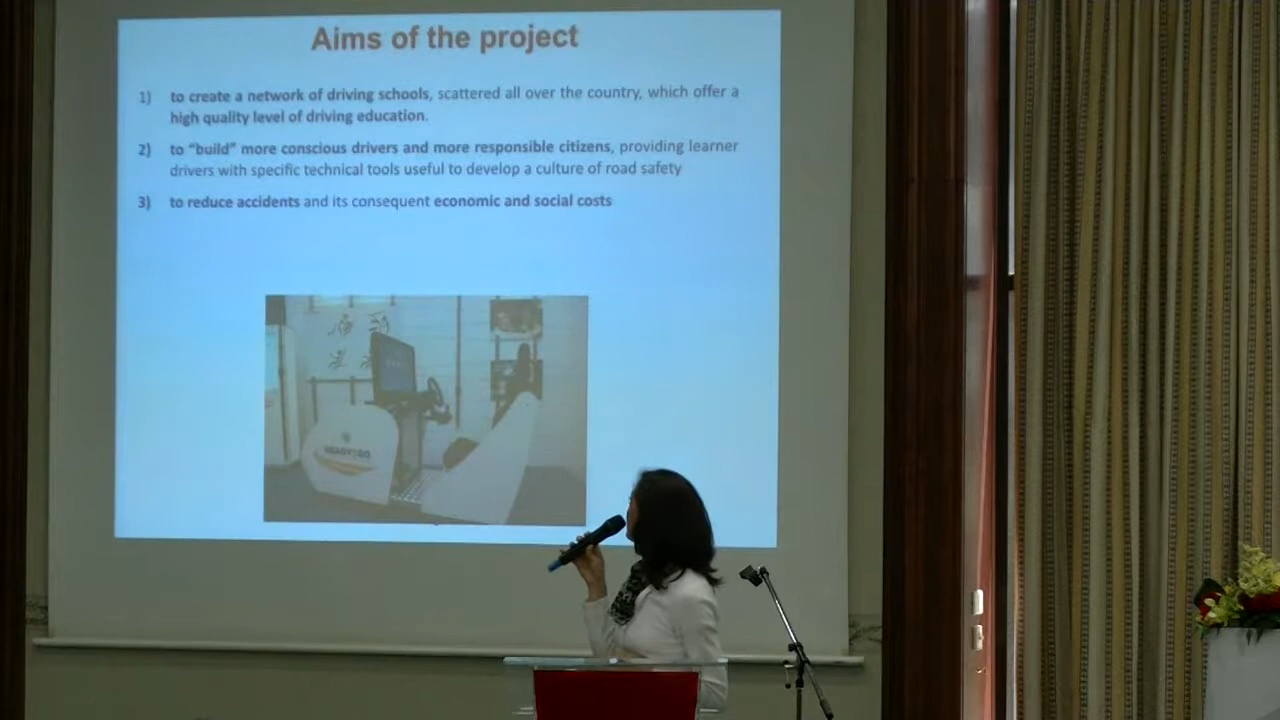 Aims of the project
1) to create a network of driving schools, scattered all over the country, which offer a
high quality level of driving education.
2) to “build” more conscious drivers and more responsible citizens, providing learner
drivers with specific technical tools useful to develop a culture of road safety
3) to reduce accidents and its consequent economic and social costs
READY2GO